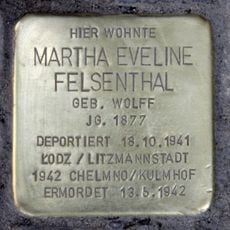 HIER WOHNTE
MARTHA EVELINE
FELSENTHAL
GEB. WOLFF
JG. 1877
DEPORTIERT 18.10.1941
ŁODZ / LITZMANNSTADT
1942 CHELMNO/KULMHOF
ERMORDET 13.5.1942